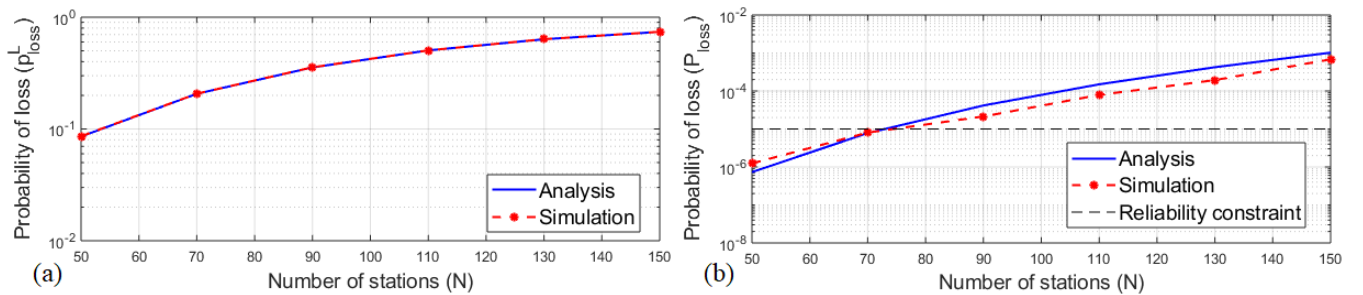 Probability of loss (p^L_loss)
10^0
10^-1
10^-2
50 60 70 80 90 100 110 120 130 140 150
Number of stations (N)
Analysis
Simulation
(a)
Probability of loss (P_loss)
10^-2
10^-4
10^-6
10^-8
50 60 70 80 90 100 110 120 130 140 150
Number of stations (N)
Analysis
Simulation
Reliability constraint
(b)